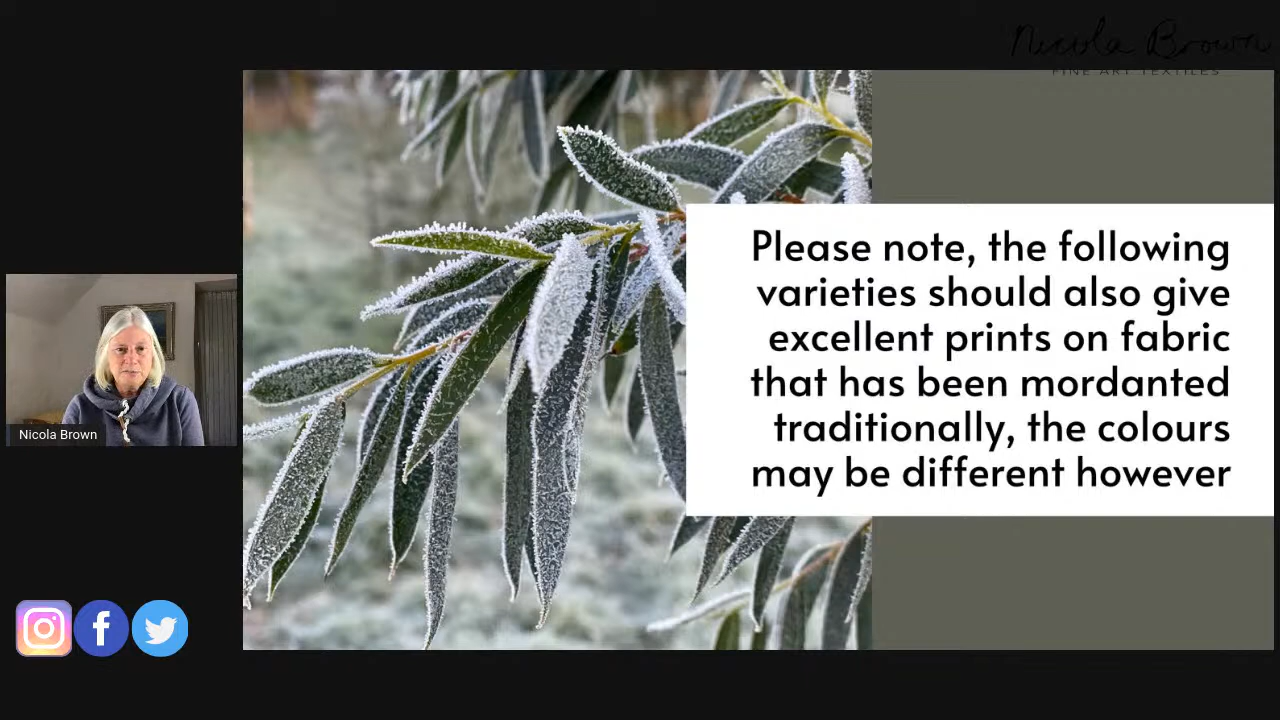 Nicola Brown
FINE ART TEXTILES
Please note, the following
varieties should also give
excellent prints on fabric
that has been mordanted
traditionally, the colours
may be different however
Nicola Brown